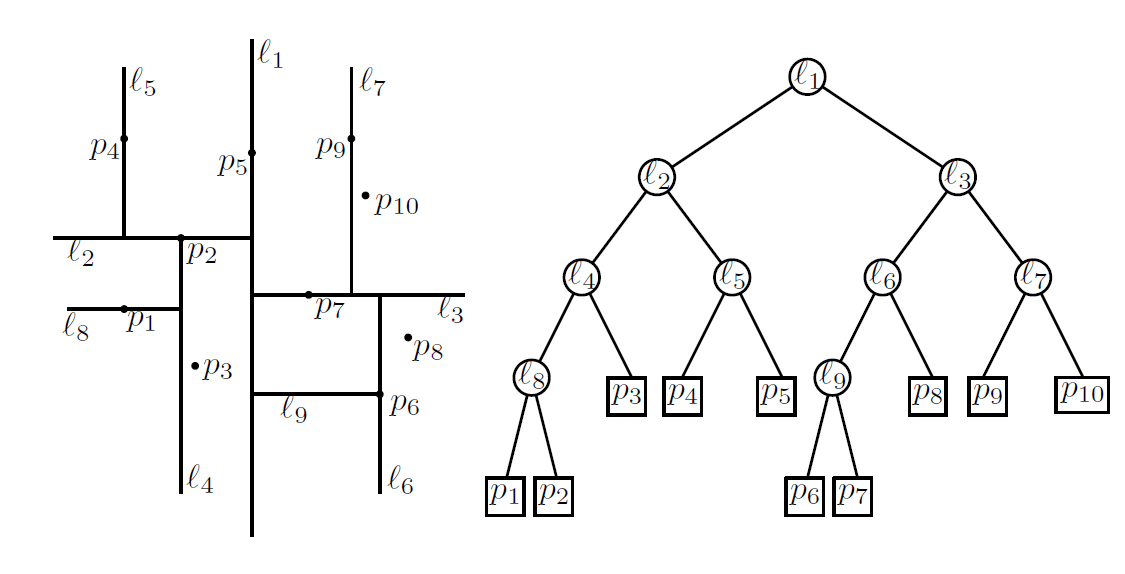 ℓ₁
ℓ₅
ℓ₇
p₄
p₅
p₉
p₁₀
ℓ₂
p₂
p₇
ℓ₃
p₁
ℓ₈
p₈
p₃
ℓ₉
p₆
ℓ₄
ℓ₆
ℓ₁
ℓ₂ ℓ₃
ℓ₄ ℓ₅ ℓ₆ ℓ₇
ℓ₈ p₃ p₄ p₅ ℓ₉ p₈ p₉ p₁₀
p₁ p₂ p₆ p₇